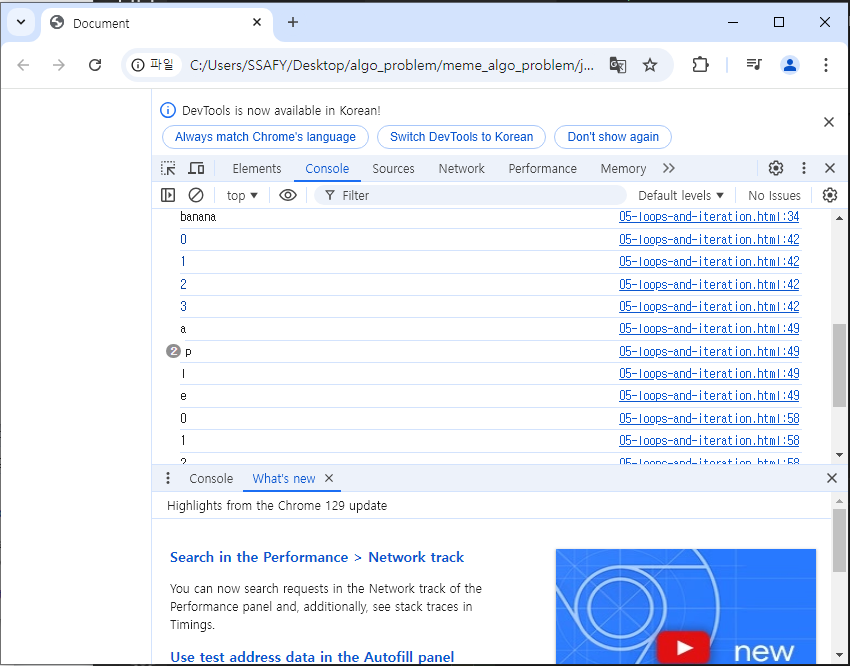 Document
파일 C:/Users/SSAFY/Desktop/algo_problem/meme_algo_problem/j...
DevTools is now available in Korean!
Always match Chrome's language Switch DevTools to Korean Don't show again
Elements Console Sources Network Performance Memory
top Filter Default levels No Issues
banana 05-loops-and-iteration.html:34
0 05-loops-and-iteration.html:42
1 05-loops-and-iteration.html:42
2 05-loops-and-iteration.html:42
3 05-loops-and-iteration.html:42
a 05-loops-and-iteration.html:49
2 p 05-loops-and-iteration.html:49
l 05-loops-and-iteration.html:49
e 05-loops-and-iteration.html:49
0 05-loops-and-iteration.html:58
1 05-loops-and-iteration.html:58
2 05-loops-and-iteration.html:58
Console What's new
Highlights from the Chrome 129 update
Search in the Performance > Network track
You can now search requests in the Network track of the
Performance panel and, additionally, see stack traces in
Timings.
Use test address data in the Autofill panel
new